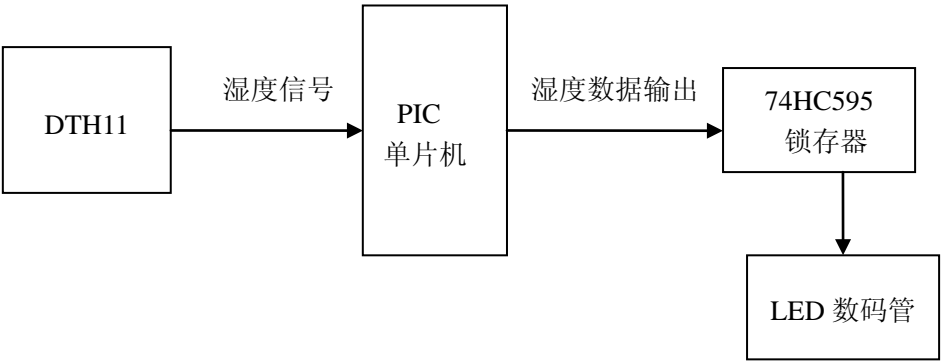 DTH11
湿度信号
PIC
单片机
湿度数据输出
74HC595
锁存器
LED 数码管